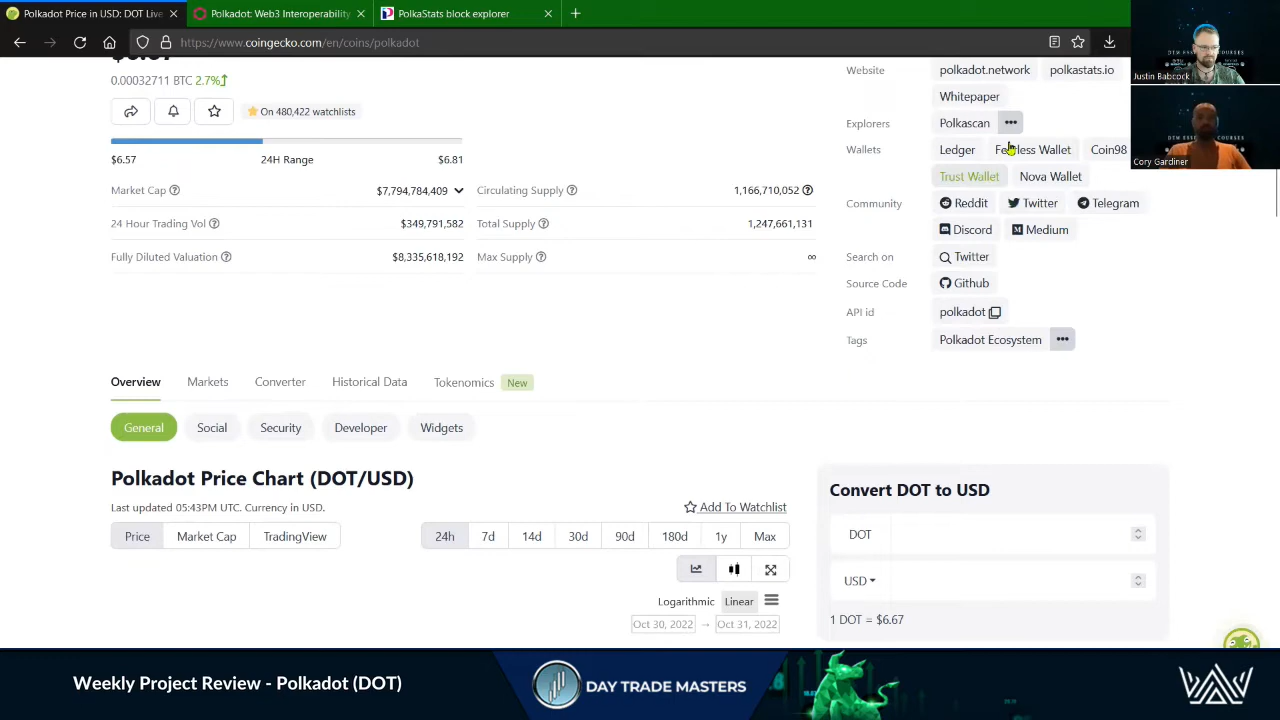 Polkadot Price in USD: DOT Live
Polkadot: Web3 Interoperability
PolkaStats block explorer
https://www.coingecko.com/en/coins/polkadot
0.00032711 BTC 2.7%
On 480,422 watchlists
$6.57
24H Range
$6.81
Market Cap
$7,794,784,409
Circulating Supply
1,166,710,052
24 Hour Trading Vol
$349,791,582
Total Supply
1,247,661,131
Fully Diluted Valuation
$8,335,618,192
Max Supply
∞
Website
polkadot.network
polkastats.io
Whitepaper
Explorers
Polkascan
Wallets
Ledger
Fearless Wallet
Coin98
Trust Wallet
Nova Wallet
Community
Reddit
Twitter
Telegram
Discord
Medium
Search on
Twitter
Source Code
Github
API id
polkadot
Tags
Polkadot Ecosystem
Justin Babcock
Cory Gardiner
Overview
Markets
Converter
Historical Data
Tokenomics
New
General
Social
Security
Developer
Widgets
Polkadot Price Chart (DOT/USD)
Last updated 05:43PM UTC. Currency in USD.
Add To Watchlist
Price
Market Cap
TradingView
24h
7d
14d
30d
90d
180d
1y
Max
Logarithmic
Linear
Oct 30, 2022 → Oct 31, 2022
Convert DOT to USD
DOT
USD
1 DOT = $6.67
Weekly Project Review - Polkadot (DOT)
DAY TRADE MASTERS